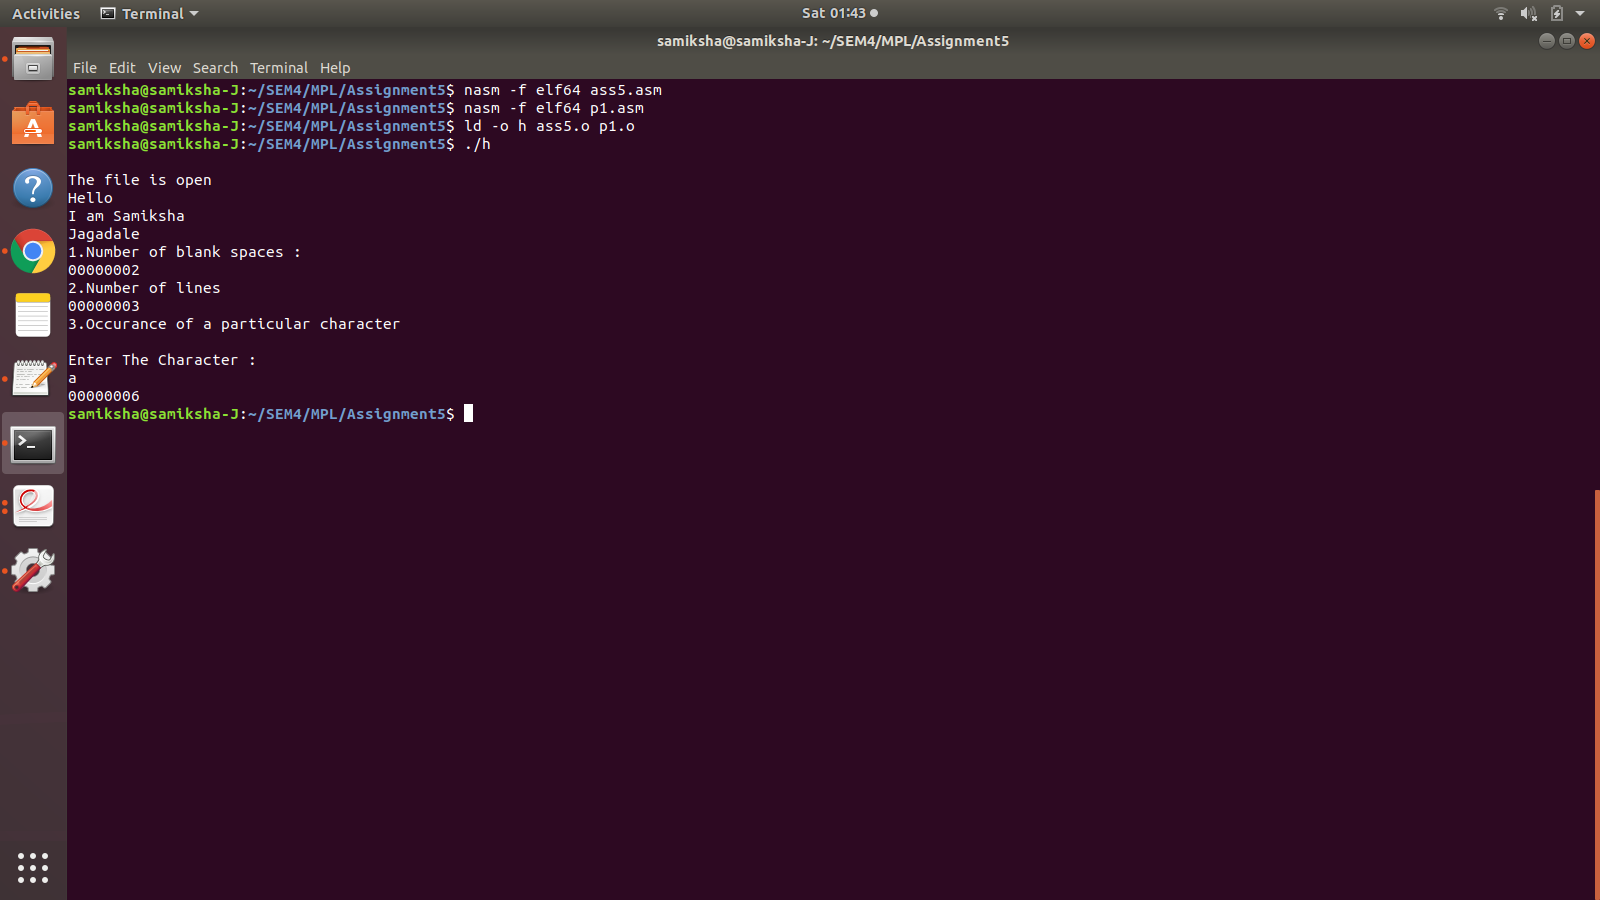 Activities Terminal Sat 01:43
samiksha@samiksha-J: ~/SEM4/MPL/Assignment5
File Edit View Search Terminal Help
samiksha@samiksha-J:~/SEM4/MPL/Assignment5$ nasm -f elf64 ass5.asm
samiksha@samiksha-J:~/SEM4/MPL/Assignment5$ nasm -f elf64 p1.asm
samiksha@samiksha-J:~/SEM4/MPL/Assignment5$ ld -o h ass5.o p1.o
samiksha@samiksha-J:~/SEM4/MPL/Assignment5$ ./h
The file is open
Hello
I am Samiksha
Jagadale
1.Number of blank spaces :
00000002
2.Number of lines
00000003
3.Occurance of a particular character
Enter The Character :
a
00000006
samiksha@samiksha-J:~/SEM4/MPL/Assignment5$